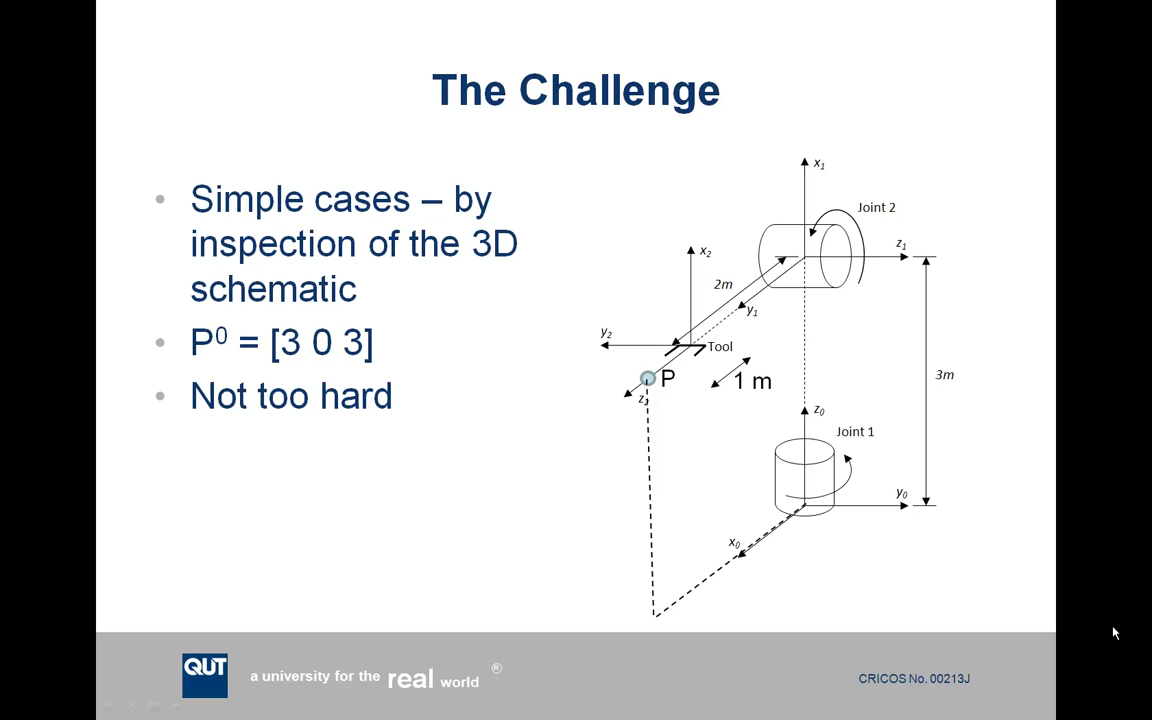 The Challenge
• Simple cases – by
inspection of the 3D
schematic
• P⁰ = [3 0 3]
• Not too hard
x₁
Joint 2
z₁
x₂
2m
y₁
y₂
Tool
P
1 m
z₂
3m
z₀
Joint 1
y₀
x₀
QUT
a university for the real world ®
CRICOS No. 00213J